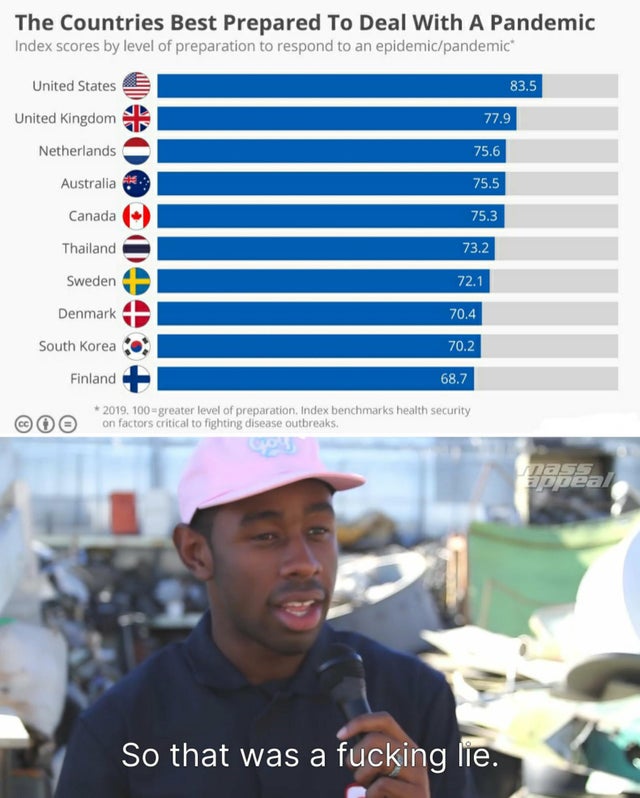 The Countries Best Prepared To Deal With A Pandemic
Index scores by level of preparation to respond to an epidemic/pandemic*
United States 83.5
United Kingdom 77.9
Netherlands 75.6
Australia 75.5
Canada 75.3
Thailand 73.2
Sweden 72.1
Denmark 70.4
South Korea 70.2
Finland 68.7
* 2019. 100=greater level of preparation. Index benchmarks health security
on factors critical to fighting disease outbreaks.
cc
Golf
mass
appeal
So that was a fucking lie.